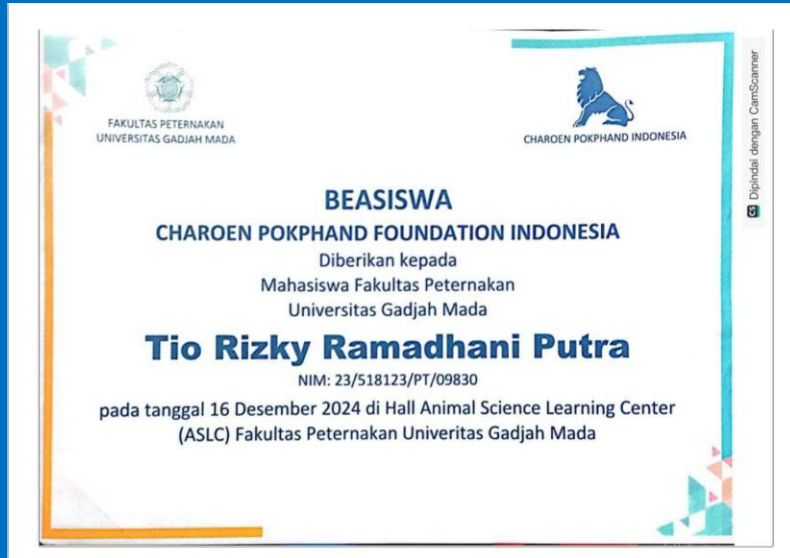 FAKULTAS PETERNAKAN
UNIVERSITAS GADJAH MADA
CHAROEN POKPHAND INDONESIA
BEASISWA
CHAROEN POKPHAND FOUNDATION INDONESIA
Diberikan kepada
Mahasiswa Fakultas Peternakan
Universitas Gadjah Mada
Tio Rizky Ramadhani Putra
NIM: 23/518123/PT/09830
pada tanggal 16 Desember 2024 di Hall Animal Science Learning Center
(ASLC) Fakultas Peternakan Univeritas Gadjah Mada
CS Dipindai dengan CamScanner